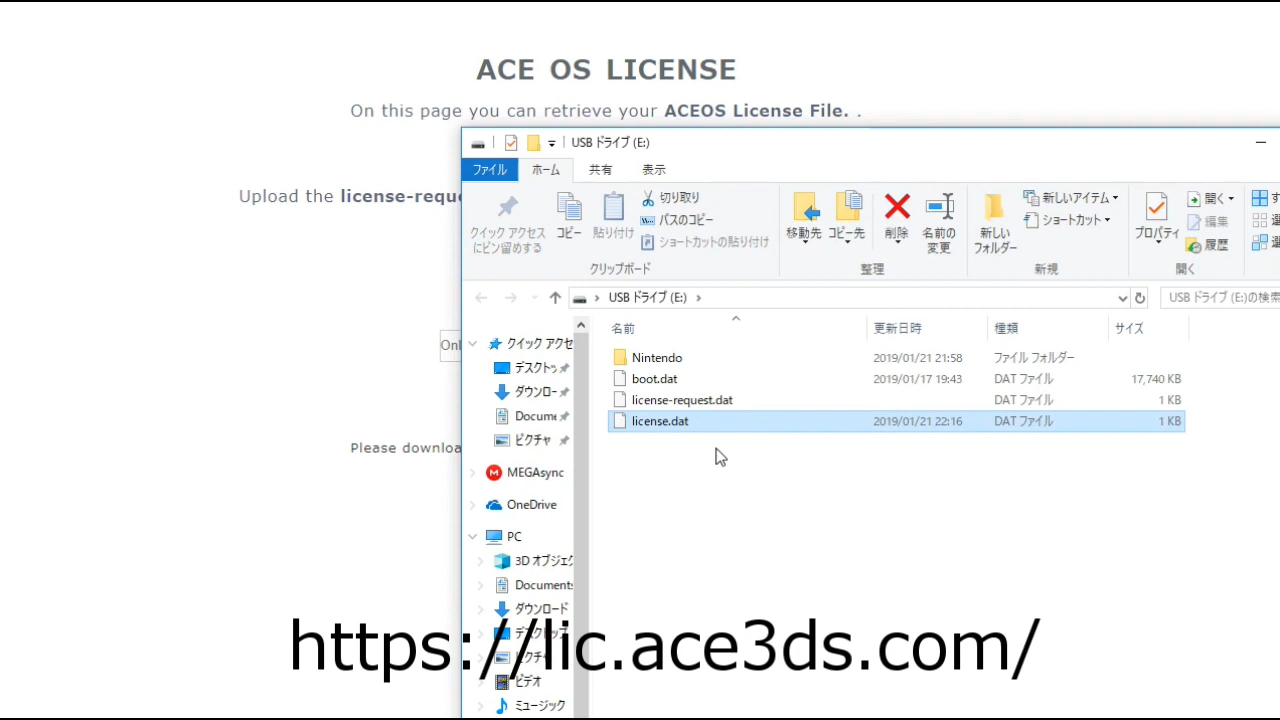 ACE OS LICENSE
On this page you can retrieve your ACEOS License File. .
USB ドライブ (E:)
ファイル ホーム 共有 表示
Upload the license-reque
クイック アクセス
にピン留めする
コピー
貼り付け
切り取り
パスのコピー
ショートカットの貼り付け
クリップボード
移動先
コピー先
削除
名前の
変更
整理
新しい
フォルダー
新しいアイテム
ショートカット
新規
プロパティ
開く
編集
履歴
開く
す
選
USB ドライブ (E:)
USB ドライブ (E:)の検索
名前 更新日時 種類 サイズ
Nintendo 2019/01/21 21:58 ファイル フォルダー
boot.dat 2019/01/17 19:43 DAT ファイル 17,740 KB
license-request.dat DAT ファイル 1 KB
license.dat 2019/01/21 22:16 DAT ファイル 1 KB
Onl
Please downloa
クイック アクセ
デスクトッ
ダウンロー
Docume
ピクチャ
MEGAsync
OneDrive
PC
3D オブジェク
Documents
ダウンロード
デスクトップ
ピクチャ
ビデオ
ミュージック
https://lic.ace3ds.com/